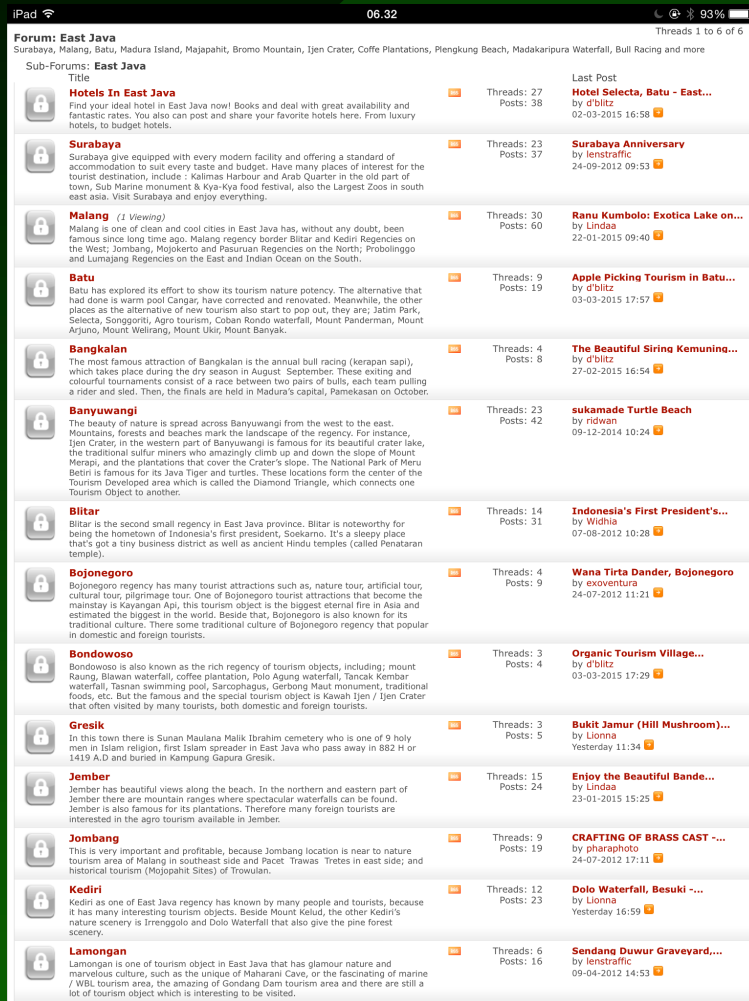 iPad 06.32 93%
Threads 1 to 6 of 6
Forum: East Java
Surabaya, Malang, Batu, Madura Island, Majapahit, Bromo Mountain, Ijen Crater, Coffe Plantations, Plengkung Beach, Madakaripura Waterfall, Bull Racing and more
Sub-Forums: East Java
Title Last Post
Hotels In East Java
Find your ideal hotel in East Java now! Books and deal with great availability and
fantastic rates. You also can post and share your favorite hotels here. From luxury
hotels, to budget hotels.
Threads: 27
Posts: 38
Hotel Selecta, Batu - East...
by d'blitz
02-03-2015 16:58
Surabaya
Surabaya give equipped with every modern facility and offering a standard of
accommodation to suit every taste and budget. Have many places of interest for the
tourist destination, include : Kalimas Harbour and Arab Quarter in the old part of
town, Sub Marine monument & Kya-Kya food festival, also the Largest Zoos in south
east asia. Visit Surabaya and enjoy everything.
Threads: 23
Posts: 37
Surabaya Anniversary
by lenstraffic
24-09-2012 09:53
Malang (1 Viewing)
Malang is one of clean and cool cities in East Java has, without any doubt, been
famous since long time ago. Malang regency border Blitar and Kediri Regencies on
the West; Jombang, Mojokerto and Pasuruan Regencies on the North; Probolinggo
and Lumajang Regencies on the East and Indian Ocean on the South.
Threads: 30
Posts: 60
Ranu Kumbolo: Exotica Lake on...
by Lindaa
22-01-2015 09:40
Batu
Batu has explored its effort to show its tourism nature potency. The alternative that
had done is warm pool Cangar, have corrected and renovated. Meanwhile, the other
places as the alternative of new tourism also start to pop out, they are; Jatim Park,
Selecta, Songgoriti, Agro tourism, Coban Rondo waterfall, Mount Panderman, Mount
Arjuno, Mount Welirang, Mount Ukir, Mount Banyak.
Threads: 9
Posts: 19
Apple Picking Tourism in Batu...
by d'blitz
03-03-2015 17:57
Bangkalan
The most famous attraction of Bangkalan is the annual bull racing (kerapan sapi),
which takes place during the dry season in August September. These exiting and
colourful tournaments consist of a race between two pairs of bulls, each team pulling
a rider and sled. Then, the finals are held in Madura's capital, Pamekasan on October.
Threads: 4
Posts: 8
The Beautiful Siring Kemuning...
by d'blitz
27-02-2015 16:54
Banyuwangi
The beauty of nature is spread across Banyuwangi from the west to the east.
Mountains, forests and beaches mark the landscape of the regency. For instance,
Ijen Crater, in the western part of Banyuwangi is famous for its beautiful crater lake,
the traditional sulfur miners who amazingly climb up and down the slope of Mount
Merapi, and the plantations that cover the Crater's slope. The National Park of Meru
Betiri is famous for its Java Tiger and turtles. These locations form the center of the
Tourism Developed area which is called the Diamond Triangle, which connects one
Tourism Object to another.
Threads: 23
Posts: 42
sukamade Turtle Beach
by ridwan
09-12-2014 10:24
Blitar
Blitar is the second small regency in East Java province. Blitar is noteworthy for
being the hometown of Indonesia's first president, Soekarno. It's a sleepy place
that's got a tiny business district as well as ancient Hindu temples (called Penataran
temple).
Threads: 14
Posts: 31
Indonesia's First President's...
by Widhia
07-08-2012 10:28
Bojonegoro
Bojonegoro regency has many tourist attractions such as, nature tour, artificial tour,
cultural tour, pilgrimage tour. One of Bojonegoro tourist attractions that become the
mainstay is Kayangan Api, this tourism object is the biggest eternal fire in Asia and
estimated the biggest in the world. Beside that, Bojonegoro is also known for its
traditional culture. There some traditional culture of Bojonegoro regency that popular
in domestic and foreign tourists.
Threads: 4
Posts: 9
Wana Tirta Dander, Bojonegoro
by exoventura
24-07-2012 11:21
Bondowoso
Bondowoso is also known as the rich regency of tourism objects, including; mount
Raung, Blawan waterfall, coffee plantation, Polo Agung waterfall, Tancak Kembar
waterfall, Tasnan swimming pool, Sarcophagus, Gerbong Maut monument, traditional
foods, etc. But the famous and the special tourism object is Kawah Ijen / Ijen Crater
that often visited by many tourists, both domestic and foreign tourists.
Threads: 3
Posts: 4
Organic Tourism Village...
by d'blitz
03-03-2015 17:29
Gresik
In this town there is Sunan Maulana Malik Ibrahim cemetery who is one of 9 holy
men in Islam religion, first Islam spreader in East Java who pass away in 882 H or
1419 A.D and buried in Kampung Gapura Gresik.
Threads: 3
Posts: 5
Bukit Jamur (Hill Mushroom)...
by Lionna
Yesterday 11:34
Jember
Jember has beautiful views along the beach. In the northern and eastern part of
Jember there are mountain ranges where spectacular waterfalls can be found.
Jember is also famous for its plantations. Therefore many foreign tourists are
interested in the agro tourism available in Jember.
Threads: 15
Posts: 24
Enjoy the Beautiful Bande...
by Lindaa
23-01-2015 15:25
Jombang
This is very important and profitable, because Jombang location is near to nature
tourism area of Malang in southeast side and Pacet Trawas Tretes in east side; and
historical tourism (Mojopahit Sites) of Trowulan.
Threads: 9
Posts: 19
CRAFTING OF BRASS CAST -...
by pharaphoto
24-07-2012 17:11
Kediri
Kediri as one of East Java regency has known by many people and tourists, because
it has many interesting tourism objects. Beside Mount Kelud, the other Kediri's
nature scenery is Irrenggolo and Dolo Waterfall that also give the pine forest
scenery.
Threads: 12
Posts: 23
Dolo Waterfall, Besuki -...
by Lionna
Yesterday 16:59
Lamongan
Lamongan is one of tourism object in East Java that has glamour nature and
marvelous culture, such as the unique of Maharani Cave, or the fascinating of marine
/ WBL tourism area, the amazing of Gondang Dam tourism area and there are still a
lot of tourism object which is interesting to be visited.
Threads: 6
Posts: 16
Sendang Duwur Graveyard,...
by lenstraffic
09-04-2012 14:53